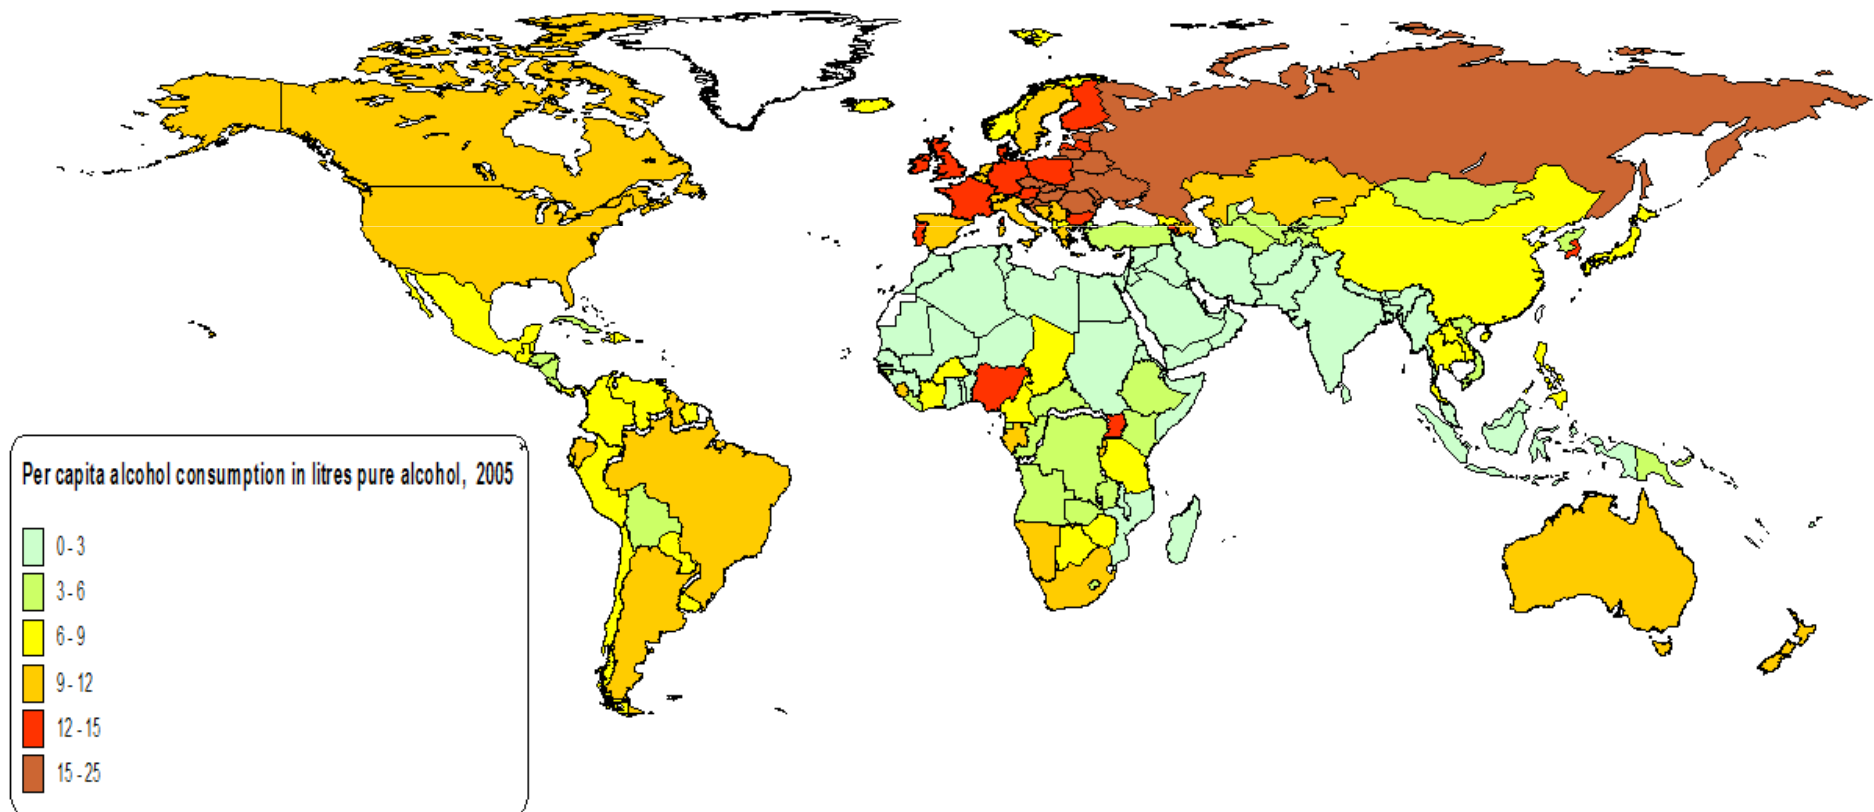 Per capita alcohol consumption in litres pure alcohol, 2005
0 - 3
3 - 6
6 - 9
9 - 12
12 - 15
15 - 25